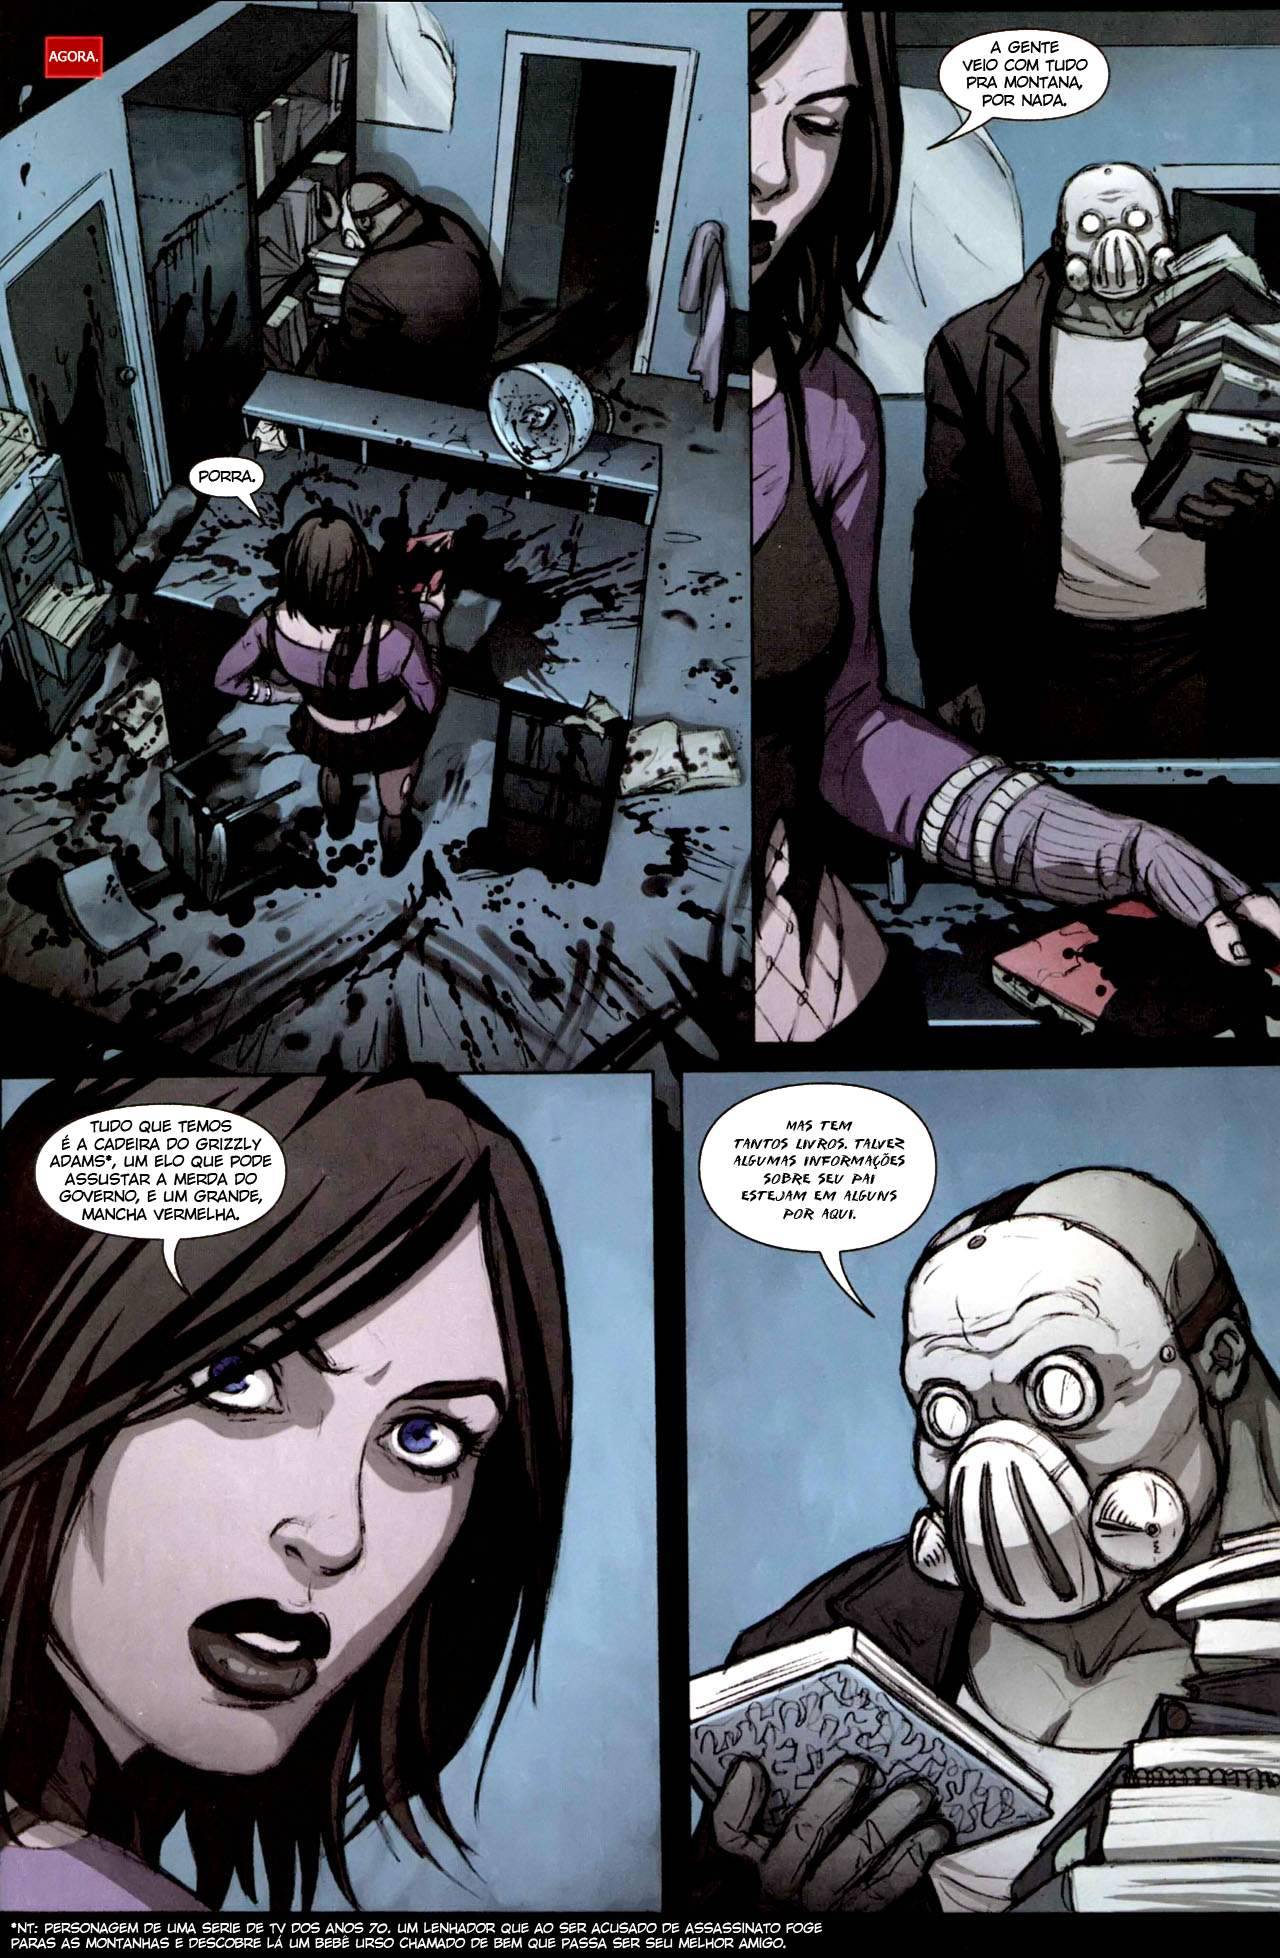 AGORA.
PORRA.
A GENTE
VEIO COM TUDO
PRA MONTANA,
POR NADA.
TUDO QUE TEMOS
É A CADEIRA DO GRIZZLY
ADAMS*, UM ELO QUE PODE
ASSUSTAR A MERDA DO
GOVERNO, E UM GRANDE,
MANCHA VERMELHA.
MAS TEM
TANTOS LIVROS. TALVEZ
ALGUMAS INFORMAÇÕES
SOBRE SEU PAI
ESTEJAM EM ALGUNS
POR AQUI.
*NT: PERSONAGEM DE UMA SERIE DE TV DOS ANOS 70. UM LENHADOR QUE AO SER ACUSADO DE ASSASSINATO FOGE
PARAS AS MONTANHAS E DESCOBRE LÁ UM BEBÊ URSO CHAMADO DE BEM QUE PASSA SER SEU MELHOR AMIGO.